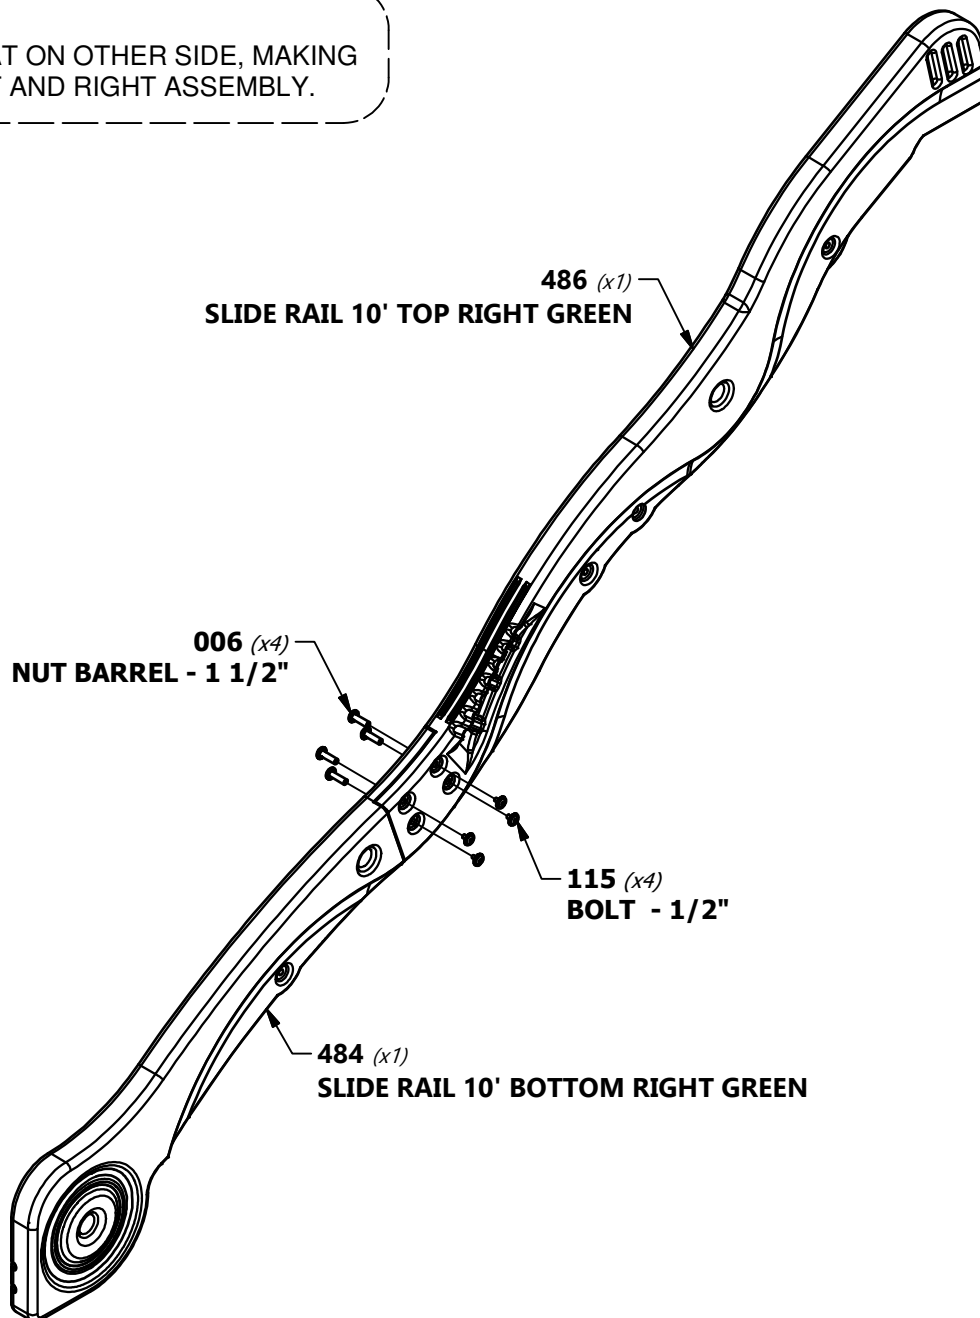 ON OTHER SIDE, MAKING
AND RIGHT ASSEMBLY.
486 (x1)
SLIDE RAIL 10' TOP RIGHT GREEN
006 (x4)
NUT BARREL - 1 1/2"
115 (x4)
BOLT - 1/2"
484 (x1)
SLIDE RAIL 10' BOTTOM RIGHT GREEN